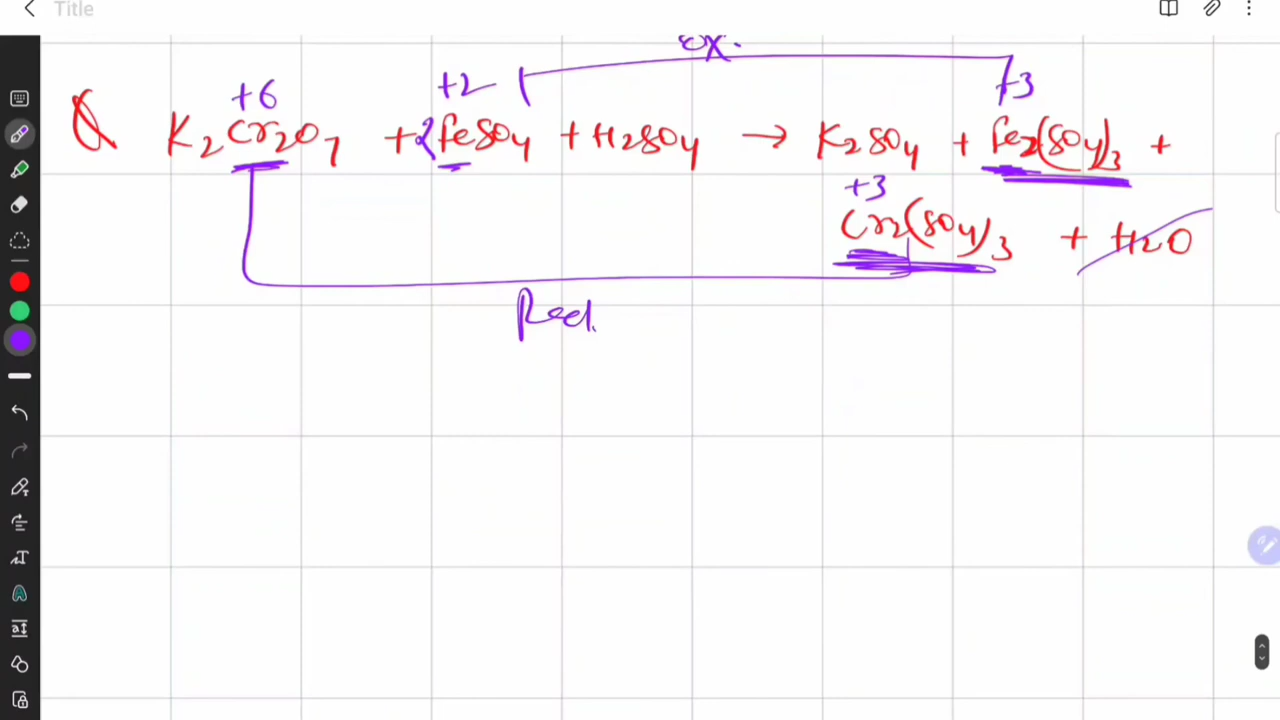 Title
ox.
+6 +2 +3
Q K2Cr2O7 + 2FeSO4 + H2SO4 → K2SO4 + Fe2(SO4)3 +
+3
Cr2(SO4)3 + H2O
Red.